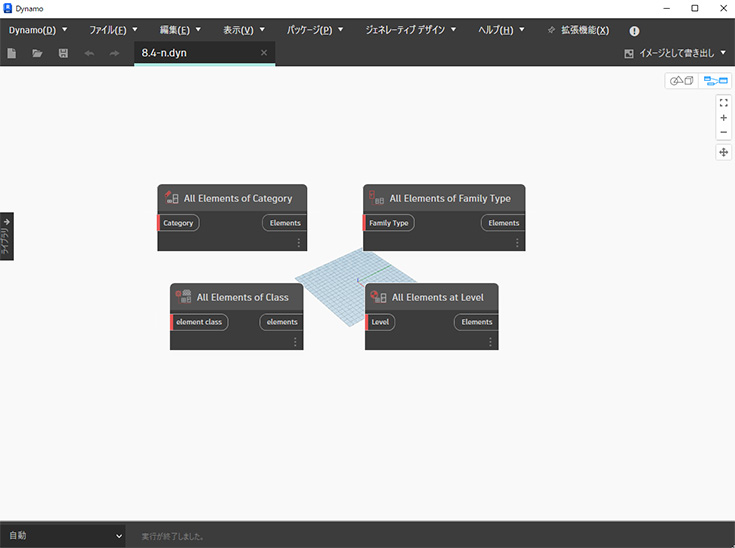 Dynamo
Dynamo(D) ファイル(F) 編集(E) 表示(V) パッケージ(P) ジェネレーティブ デザイン ヘルプ(H) 拡張機能(X)
8.4-n.dyn イメージとして書き出し
ライブラリ
All Elements of Category
Category Elements
All Elements of Family Type
Family Type Elements
All Elements of Class
element class elements
All Elements at Level
Level Elements
自動 実行が終了しました。